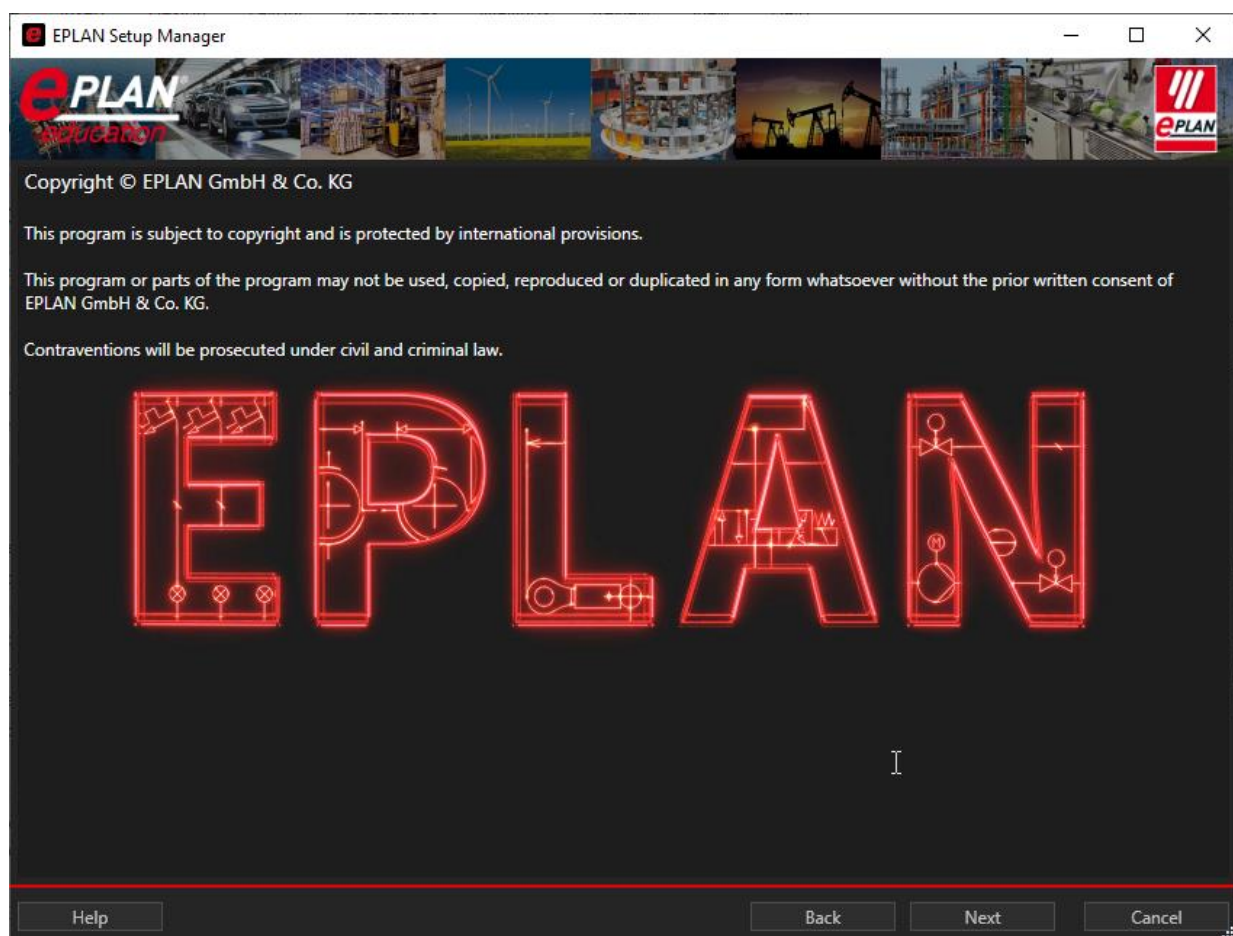 EPLAN Setup Manager
ePLAN®
education
ePLAN
Copyright © EPLAN GmbH & Co. KG
This program is subject to copyright and is protected by international provisions.
This program or parts of the program may not be used, copied, reproduced or duplicated in any form whatsoever without the prior written consent of
EPLAN GmbH & Co. KG.
Contraventions will be prosecuted under civil and criminal law.
EPLAN
M
Help
Back
Next
Cancel